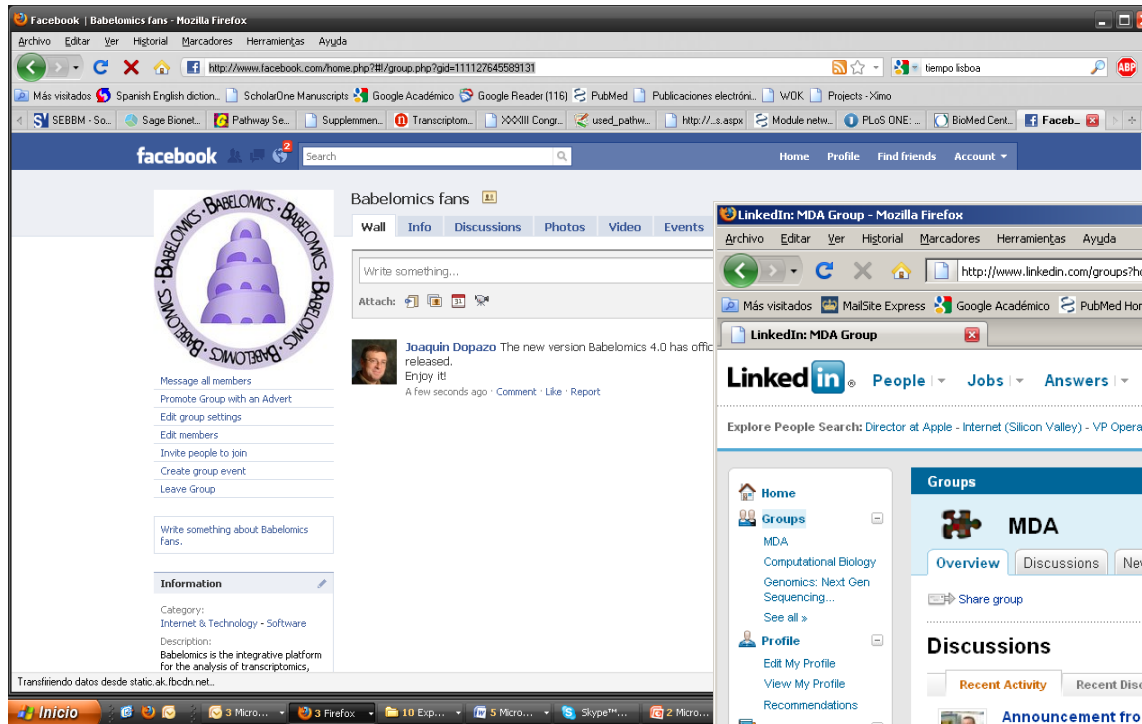 Facebook | Babelomics fans - Mozilla Firefox
Archivo Editar Ver Historial Marcadores Herramientas Ayuda
http://www.facebook.com/home.php?#!/group.php?gid=111127645589131
tiempo lisboa
ABP
Más visitados Spanish English diction... ScholarOne Manuscripts Google Académico Google Reader (116) PubMed Publicaciones electróni... WOK Projects - Ximo
SEBBM - So... Sage Bionet... Pathway Se... Supplemmen... Transcriptom... XXXIII Congr... used_pathw... http://..s.aspx Module netw... PLoS ONE: ... BioMed Cent... Faceb...
facebook 2 Search Home Profile Find friends Account
BABELOMICS · BABELOMICS · BABELOMICS · BABELOMICS ·
Babelomics fans
Wall Info Discussions Photos Video Events
Write something...
Attach: 31
Joaquin Dopazo The new version Babelomics 4.0 has offic
released.
Enjoy it!
A few seconds ago · Comment · Like · Report
Message all members
Promote Group with an Advert
Edit group settings
Edit members
Invite people to join
Create group event
Leave Group
Write something about Babelomics
fans.
Information
Category:
Internet & Technology - Software
Description:
Babelomics is the integrative platform
for the analysis of transcriptomics,
Transfiriendo datos desde static.ak.fbcdn.net...
Inicio 3 Micro... 3 Firefox 10 Exp... 5 Micro... Skype™... 2 Micro...
LinkedIn: MDA Group - Mozilla Firefox
Archivo Editar Ver Historial Marcadores Herramientas Ayuda
http://www.linkedin.com/groups?h
Más visitados MailSite Express Google Académico PubMed Hor
LinkedIn: MDA Group
Linked in ® People Jobs Answers
Explore People Search: Director at Apple - Internet (Silicon Valley) - VP Opera
Home
Groups
MDA
Computational Biology
Genomics: Next Gen
Sequencing...
See all »
Profile
Edit My Profile
View My Profile
Recommendations
Groups
MDA
Overview Discussions Nev
Share group
Discussions
Recent Activity Recent Disc
Announcement fro